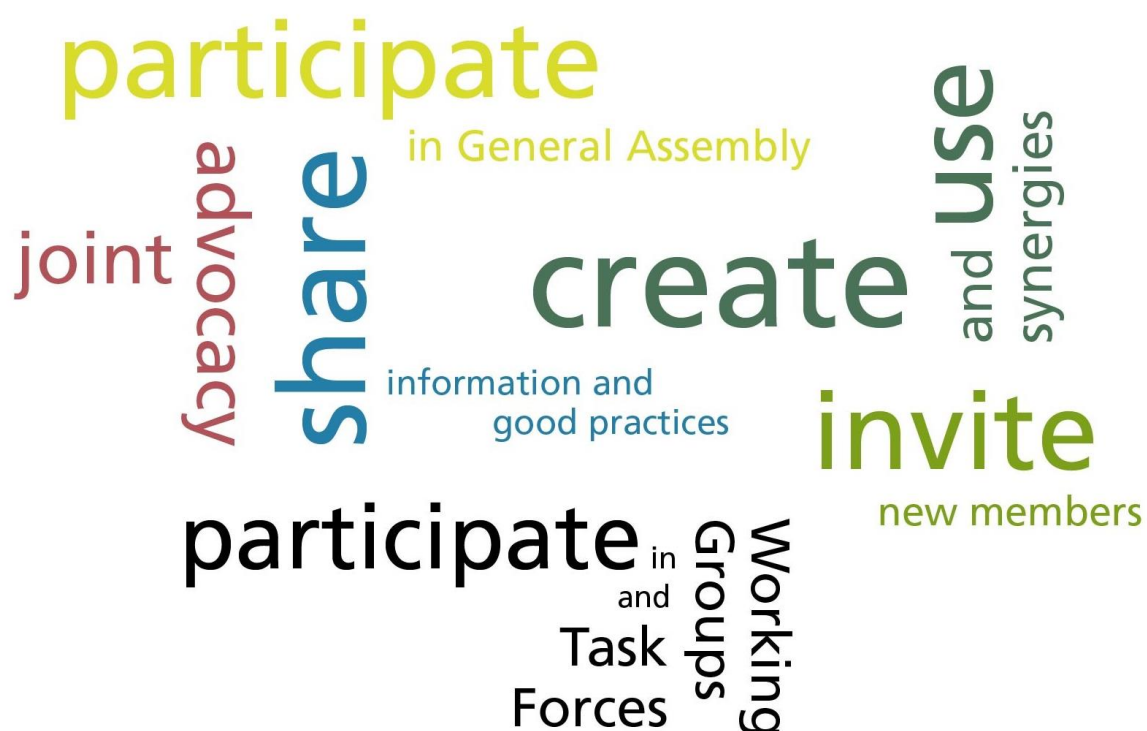 participate
in General Assembly
joint
advocacy
share
information and
good practices
create
and use
synergies
invite
new members
participate in
Working
Groups
and
Task
Forces